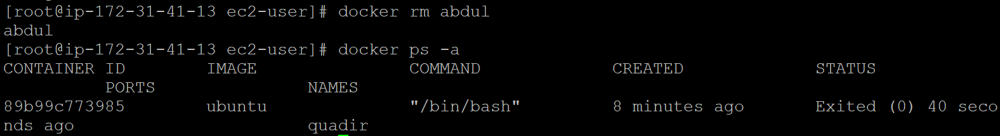 [root@ip-172-31-41-13 ec2-user]# docker rm abdul
abdul
[root@ip-172-31-41-13 ec2-user]# docker ps -a
CONTAINER ID        IMAGE               COMMAND             CREATED             STATUS
          PORTS               NAMES
89b99c773985        ubuntu              "/bin/bash"         8 minutes ago       Exited (0) 40 seco
nds ago                       quadir